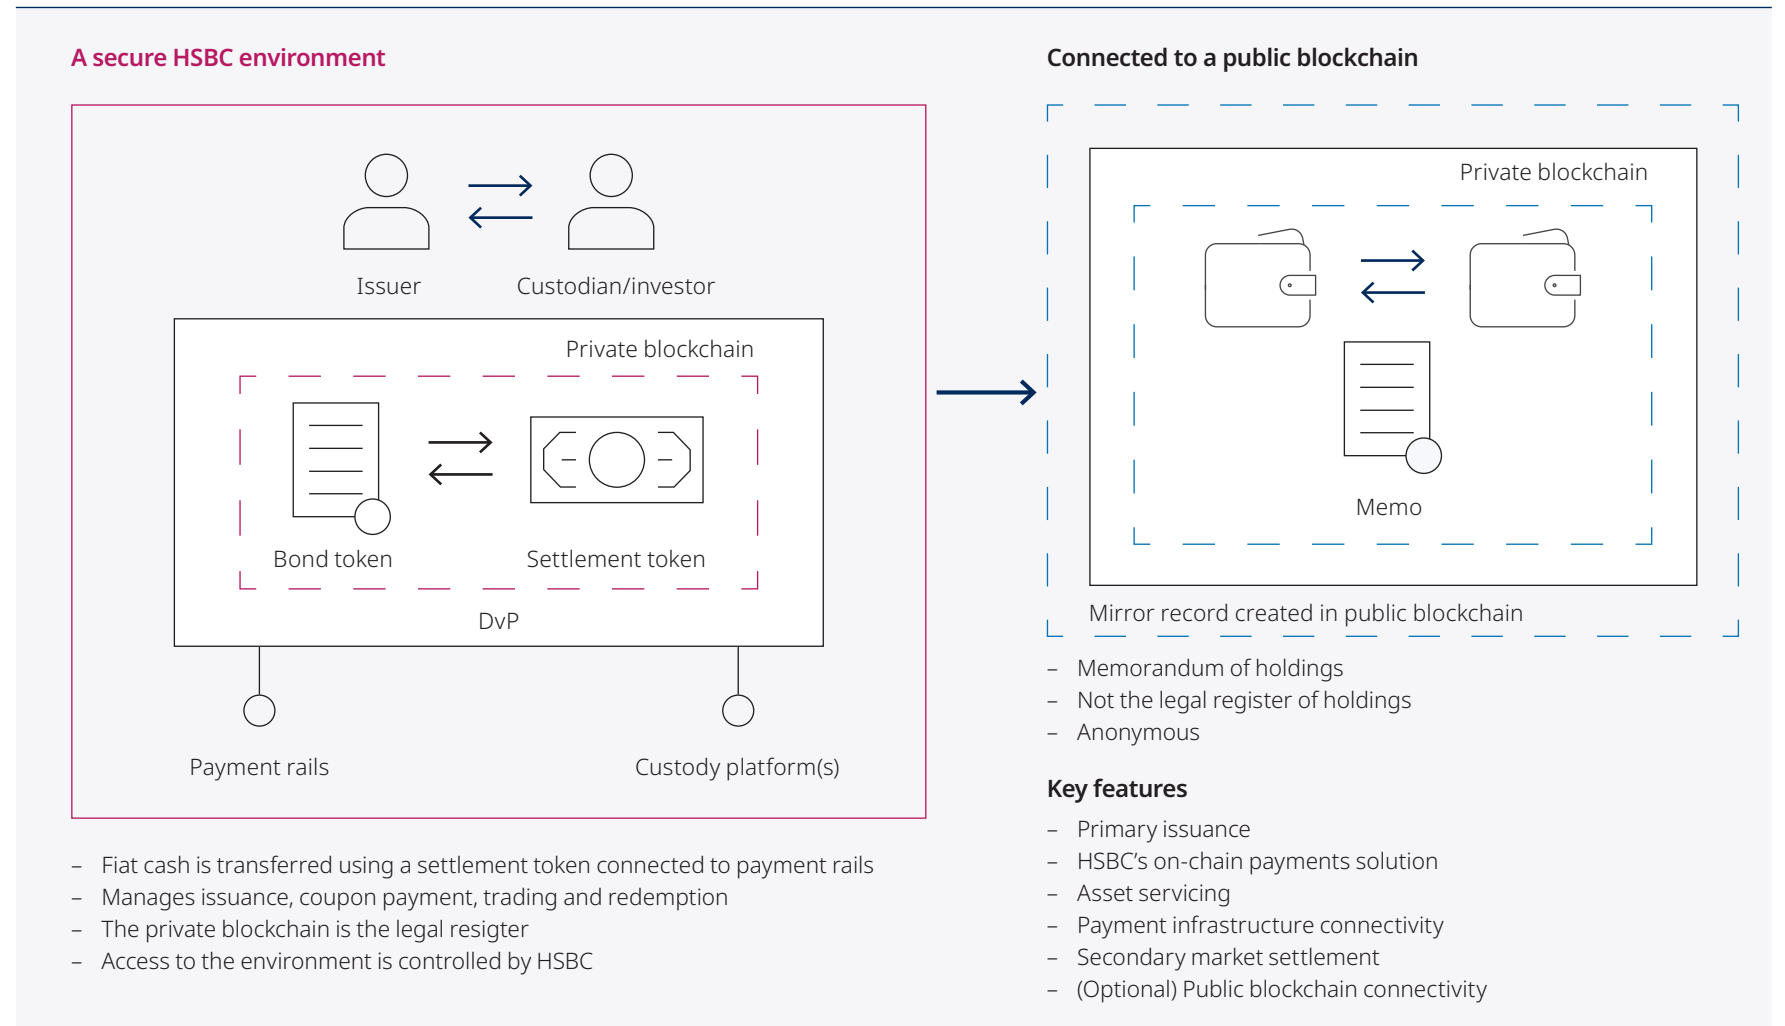 A secure HSBC environment
Issuer
Custodian/investor
Private blockchain
Bond token
Settlement token
DvP
Payment rails
Custody platform(s)
– Fiat cash is transferred using a settlement token connected to payment rails
– Manages issuance, coupon payment, trading and redemption
– The private blockchain is the legal resigter
– Access to the environment is controlled by HSBC
Connected to a public blockchain
Private blockchain
Memo
Mirror record created in public blockchain
– Memorandum of holdings
– Not the legal register of holdings
– Anonymous
Key features
– Primary issuance
– HSBC’s on-chain payments solution
– Asset servicing
– Payment infrastructure connectivity
– Secondary market settlement
– (Optional) Public blockchain connectivity